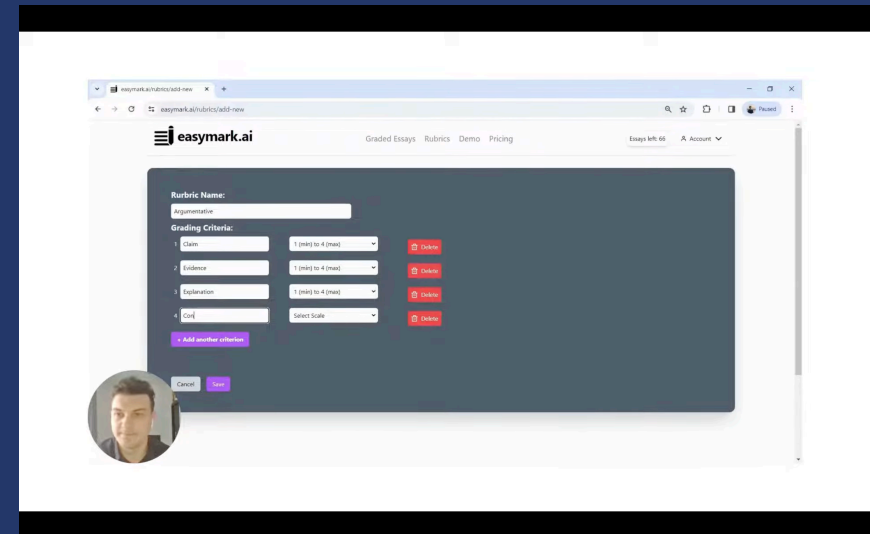 easymark.ai/rubrics/add-new
easymark.ai/rubrics/add-new
Paused
easymark.ai
Graded Essays Rubrics Demo Pricing
Essays left: 66
Account
Rurbric Name:
Argumentative
Grading Criteria:
1 Claim 1 (min) to 4 (max) Delete
2 Evidence 1 (min) to 4 (max) Delete
3 Explanation 1 (min) to 4 (max) Delete
4 Con Select Scale Delete
+ Add another criterion
Cancel Save